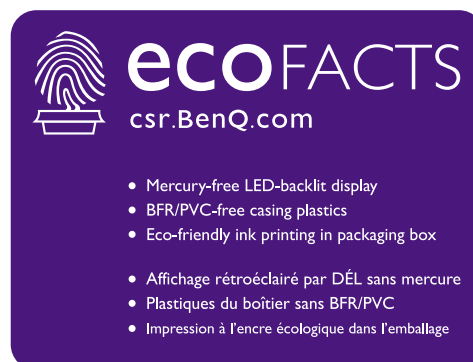 ecoFACTS
csr.BenQ.com
• Mercury-free LED-backlit display
• BFR/PVC-free casing plastics
• Eco-friendly ink printing in packaging box
• Affichage rétroéclairé par DÉL sans mercure
• Plastiques du boîtier sans BFR/PVC
• Impression à l'encre écologique dans l'emballage